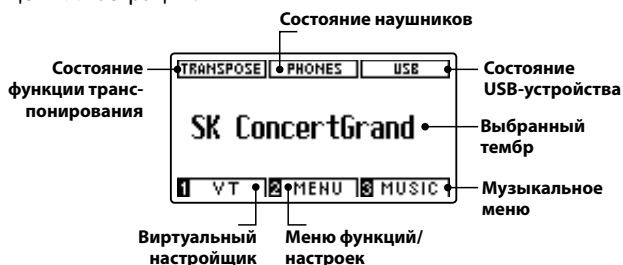 Состояние наушников
Состояние
функции транс-
понирования
TRANSPOSE PHONES USB
Состояние
USB-устройства
SK ConcertGrand
Выбранный
тембр
1 VT 2 MENU 3 MUSIC
Музыкальное
меню
Виртуальный
настройщик
Меню функций/
настроек